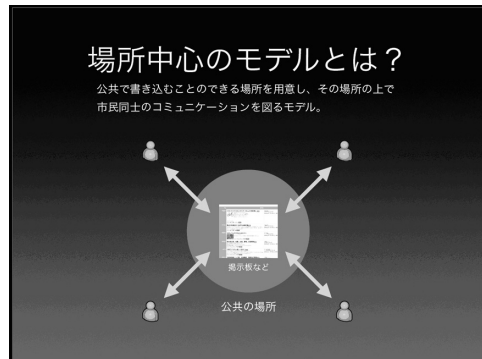 場所中心のモデルとは？
公共で書き込むことのできる場所を用意し、その場所の上で
市民同士のコミュニケーションを図るモデル。
掲示板など
公共の場所